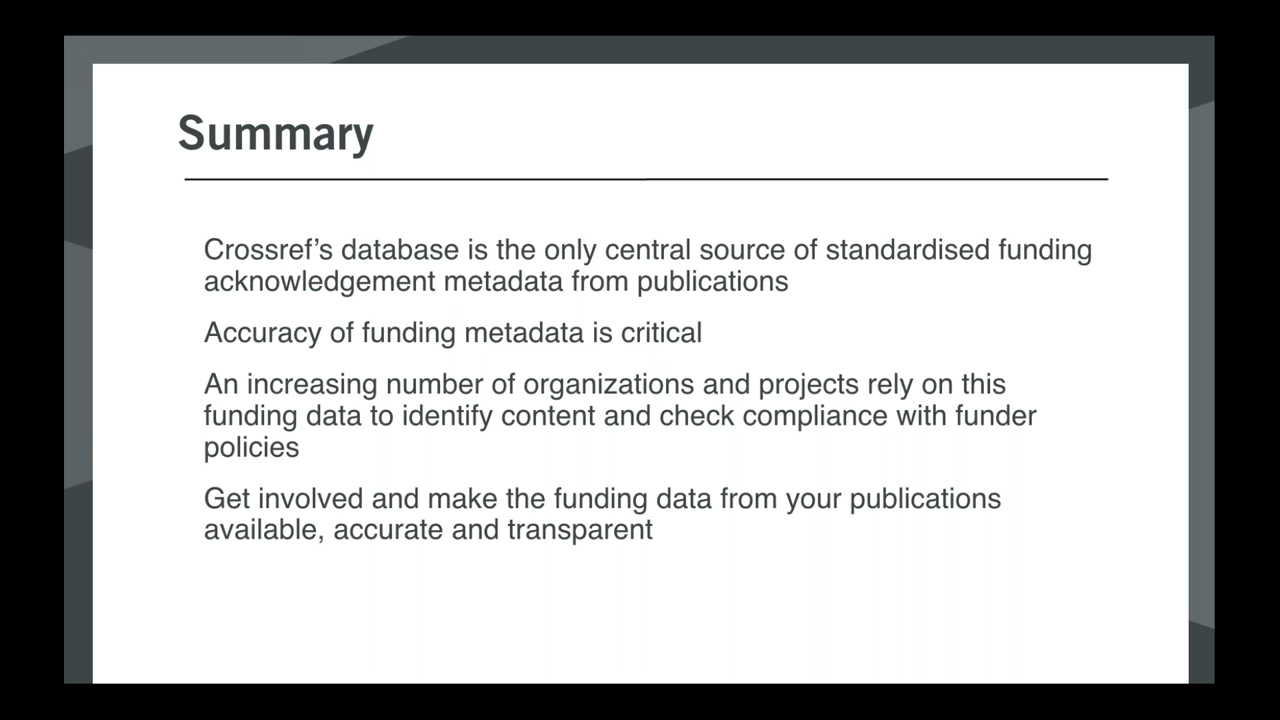 Summary
Crossref’s database is the only central source of standardised funding
acknowledgement metadata from publications
Accuracy of funding metadata is critical
An increasing number of organizations and projects rely on this
funding data to identify content and check compliance with funder
policies
Get involved and make the funding data from your publications
available, accurate and transparent